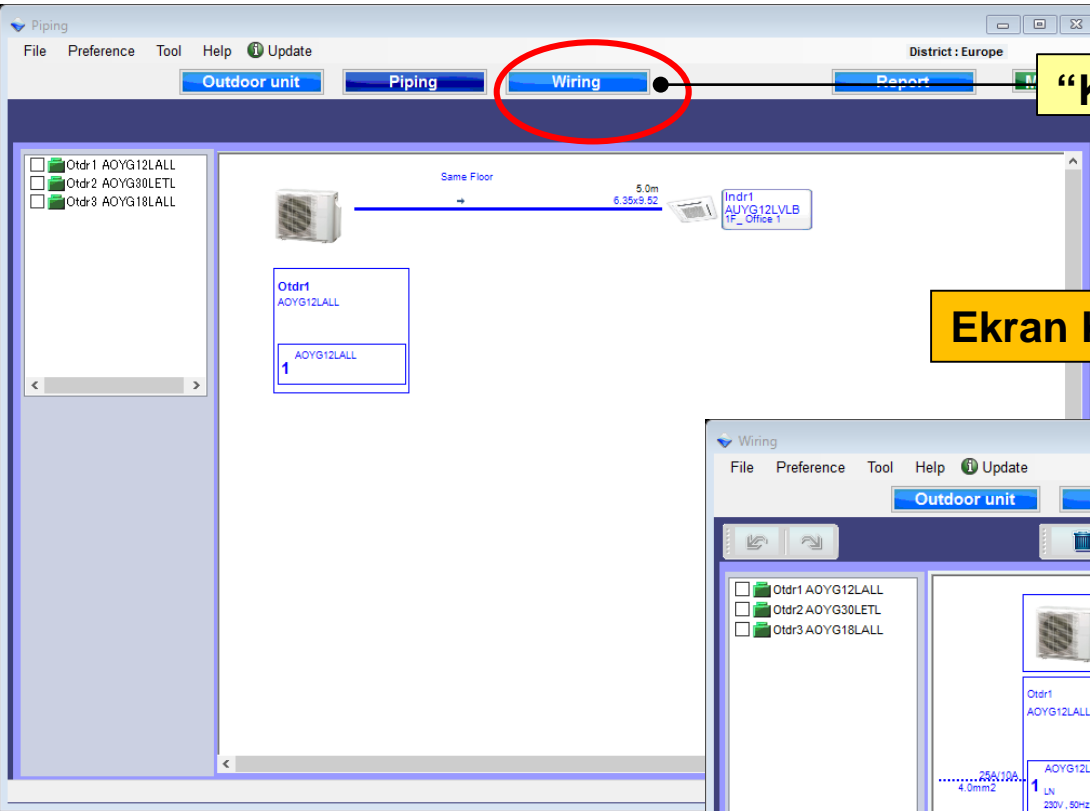 Piping
File Preference Tool Help Update
District : Europe
Outdoor unit Piping Wiring Report
Otdr1 AOYG12LALL
Otdr2 AOYG30LETL
Otdr3 AOYG18LALL
Same Floor
5.0m
6.35x9.52
Indr1
AUYG12LVLB
1F_ Office 1
Otdr1
AOYG12LALL
AOYG12LALL
1
Ekran
Wiring
File Preference Tool Help Update
Outdoor unit
Otdr1 AOYG12LALL
Otdr2 AOYG30LETL
Otdr3 AOYG18LALL
Otdr1
AOYG12LALL
25A/10A
4.0mm2
AOYG12L
1
LN
230V , 50Hz